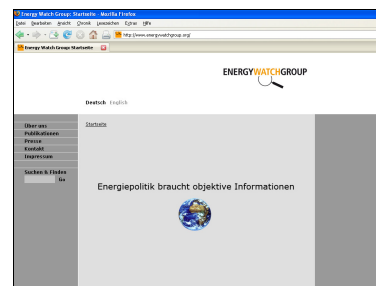 Energy Watch Group: Startseite - Mozilla Firefox
Datei Bearbeiten Ansicht Chronik Lesezeichen Extras Hilfe
http://www.energywatchgroup.org/
Energy Watch Group: Startseite
ENERGYWATCHGROUP
Deutsch English
Über uns
Publikationen
Presse
Kontakt
Impressum
Startseite
Suchen & Finden
Go
Energiepolitik braucht objektive Informationen